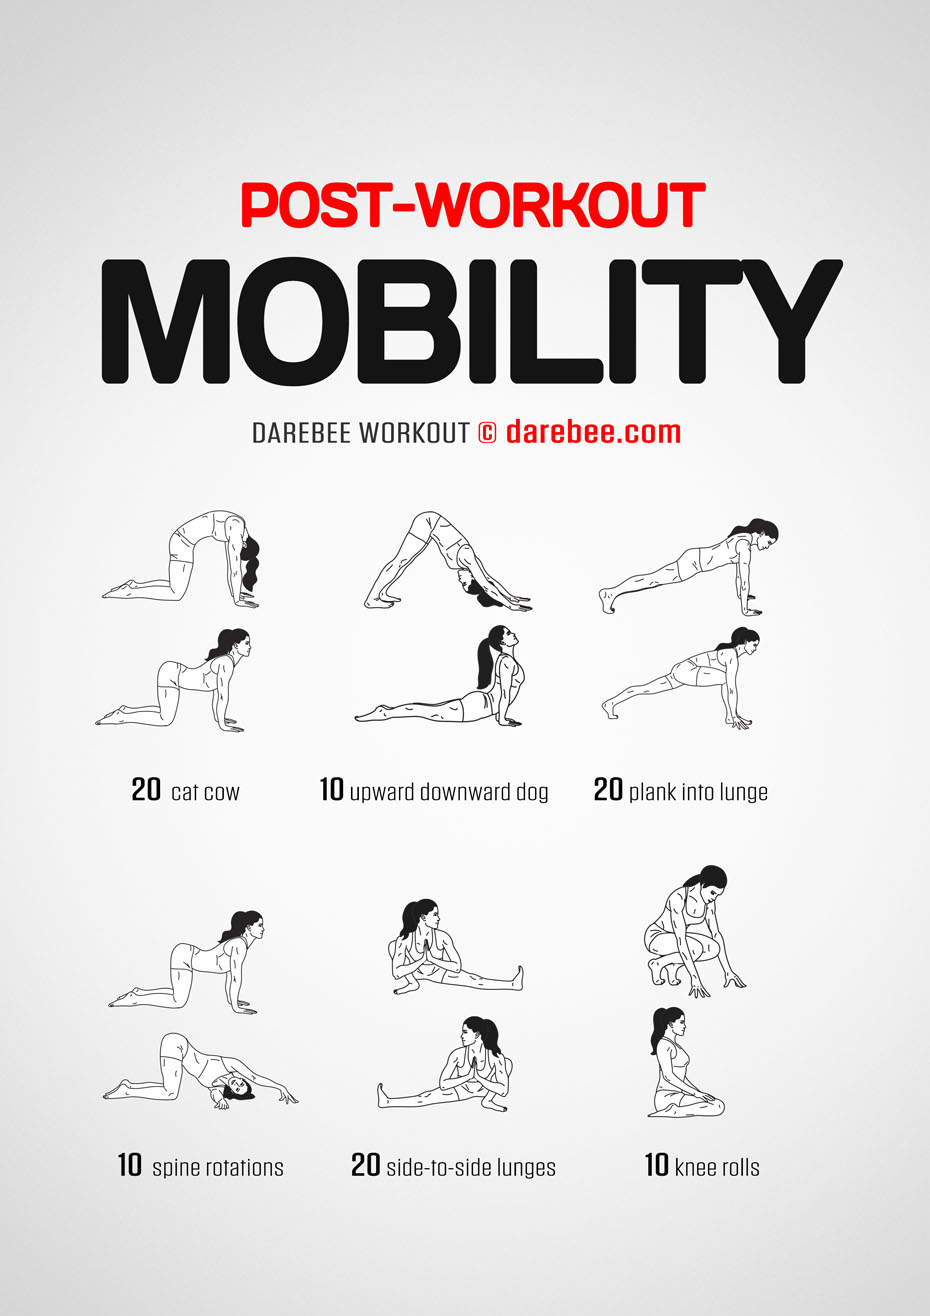 POST-WORKOUT
MOBILITY
DAREBEE WORKOUT © darebee.com
20 cat cow
10 upward downward dog
20 plank into lunge
10 spine rotations
20 side-to-side lunges
10 knee rolls